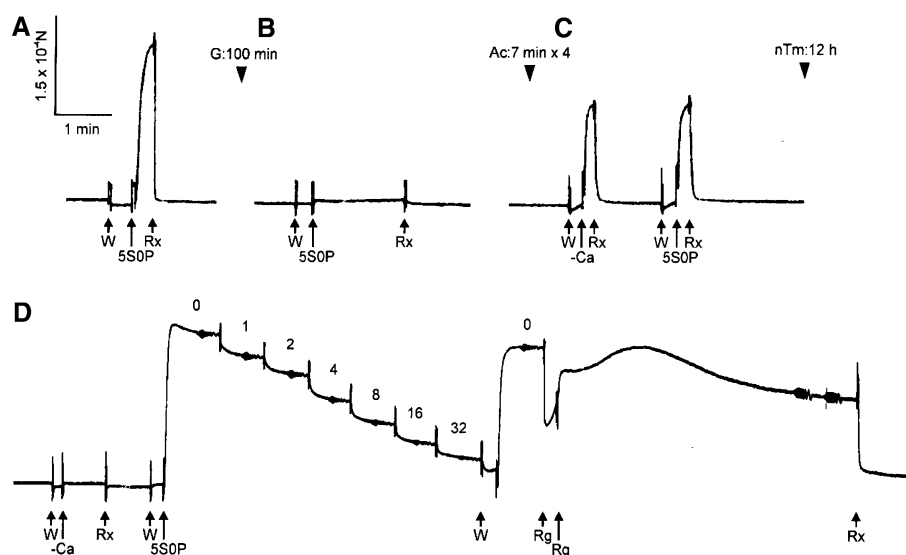 A
B
C
G:100 min
Ac:7 min x 4
nTm:12 h
1.5 x 10⁻⁴N
1 min
W
5S0P
Rx
W
5S0P
Rx
W
-Ca
Rx
W
5S0P
Rx
D
0
1
2
4
8
16
32
0
W
-Ca
Rx
W
5S0P
W
Rg
Rg
Rx